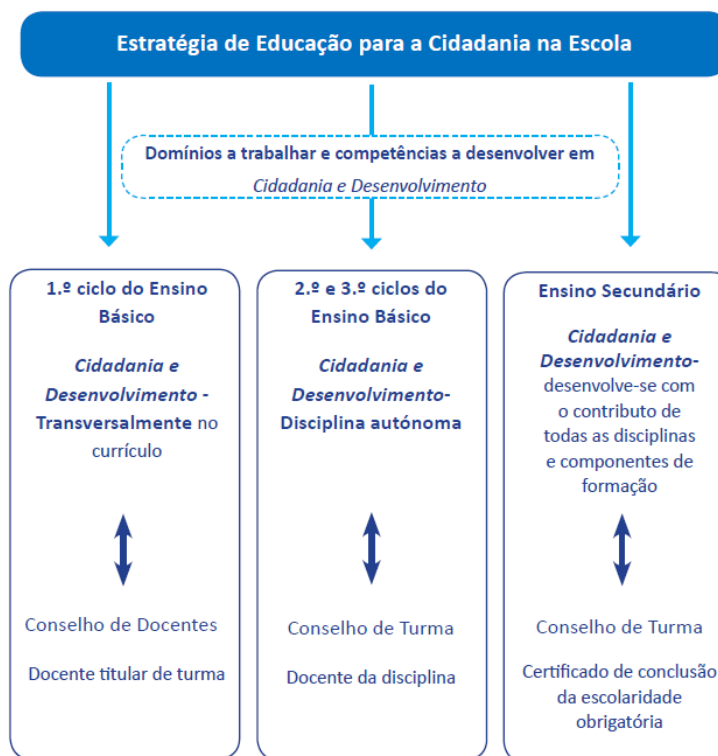 Estratégia de Educação para a Cidadania na Escola
Domínios a trabalhar e competências a desenvolver em
Cidadania e Desenvolvimento
1.º ciclo do Ensino
Básico
Cidadania e
Desenvolvimento -
Transversalmente no
currículo
Conselho de Docentes
Docente titular de turma
2.º e 3.º ciclos do
Ensino Básico
Cidadania e
Desenvolvimento-
Disciplina autónoma
Conselho de Turma
Docente da disciplina
Ensino Secundário
Cidadania e
Desenvolvimento-
desenvolve-se com
o contributo de
todas as disciplinas
e componentes de
formação
Conselho de Turma
Certificado de conclusão
da escolaridade
obrigatória